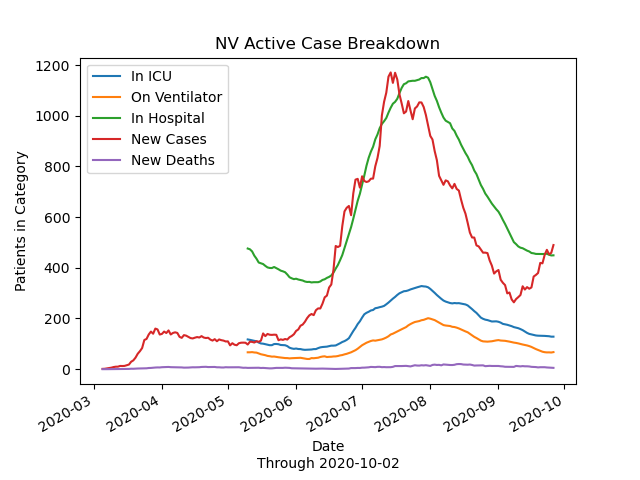 NV Active Case Breakdown
In ICU
On Ventilator
In Hospital
New Cases
New Deaths
Patients in Category
1200
1000
800
600
400
200
0
2020-03
2020-04
2020-05
2020-06
2020-07
2020-08
2020-09
2020-10
Date
Through 2020-10-02